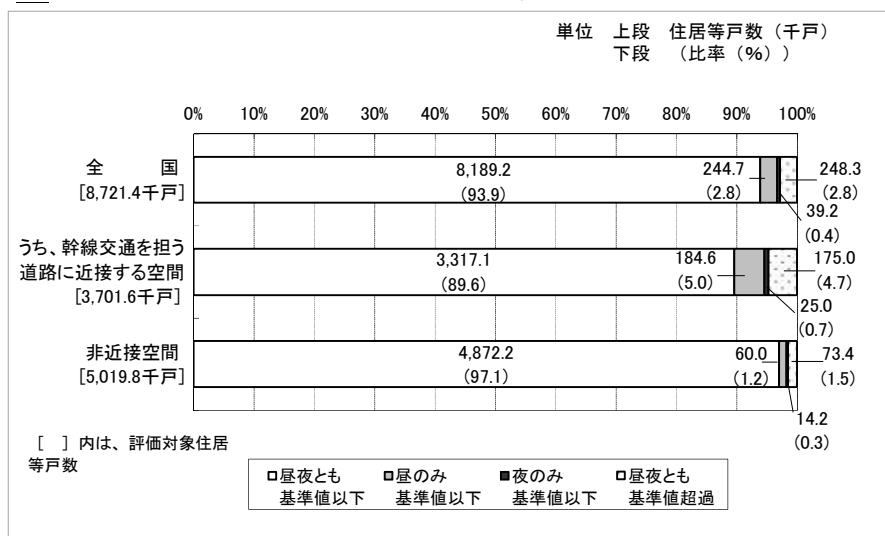 単位　上段　住居等戸数（千戸）
下段　（比率（%））
0% 10% 20% 30% 40% 50% 60% 70% 80% 90% 100%
全　　国
[8,721.4千戸]
8,189.2
(93.9)
244.7
(2.8)
248.3
(2.8)
39.2
(0.4)
うち、幹線交通を担う
道路に近接する空間
[3,701.6千戸]
3,317.1
(89.6)
184.6
(5.0)
175.0
(4.7)
25.0
(0.7)
非近接空間
[5,019.8千戸]
4,872.2
(97.1)
60.0
(1.2)
73.4
(1.5)
14.2
(0.3)
[　] 内は、評価対象住居
等戸数
□昼夜とも
基準値以下
■昼のみ
基準値以下
■夜のみ
基準値以下
□昼夜とも
基準値超過